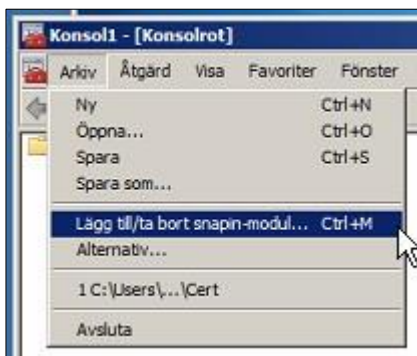 Konsol1 - [Konsolrot]
Arkiv Åtgärd Visa Favoriter Fönster
Ny Ctrl+N
Öppna... Ctrl+O
Spara Ctrl+S
Spara som...
Lägg till/ta bort snapin-modul... Ctrl+M
Alternativ...
1 C:\Users\...\Cert
Avsluta